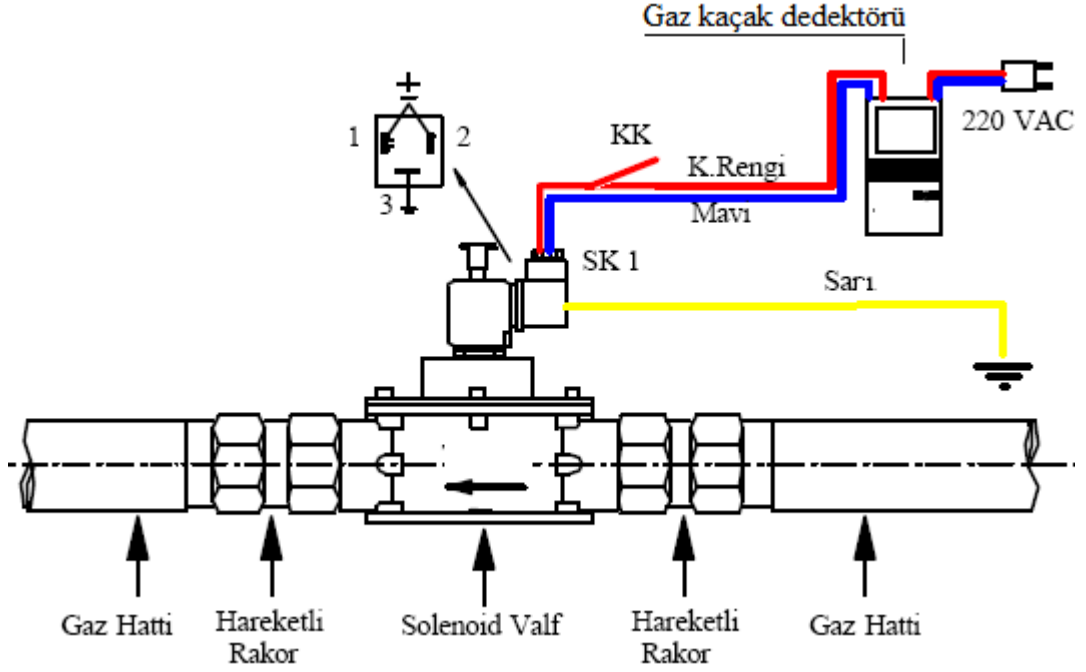 Gaz kaçak dedektörü
220 VAC
1
2
3
KK
K.Rengi
Mavi
SK 1
Sarı
Gaz Hatti
Hareketli
Rakor
Solenoid Valf
Hareketli
Rakor
Gaz Hatti